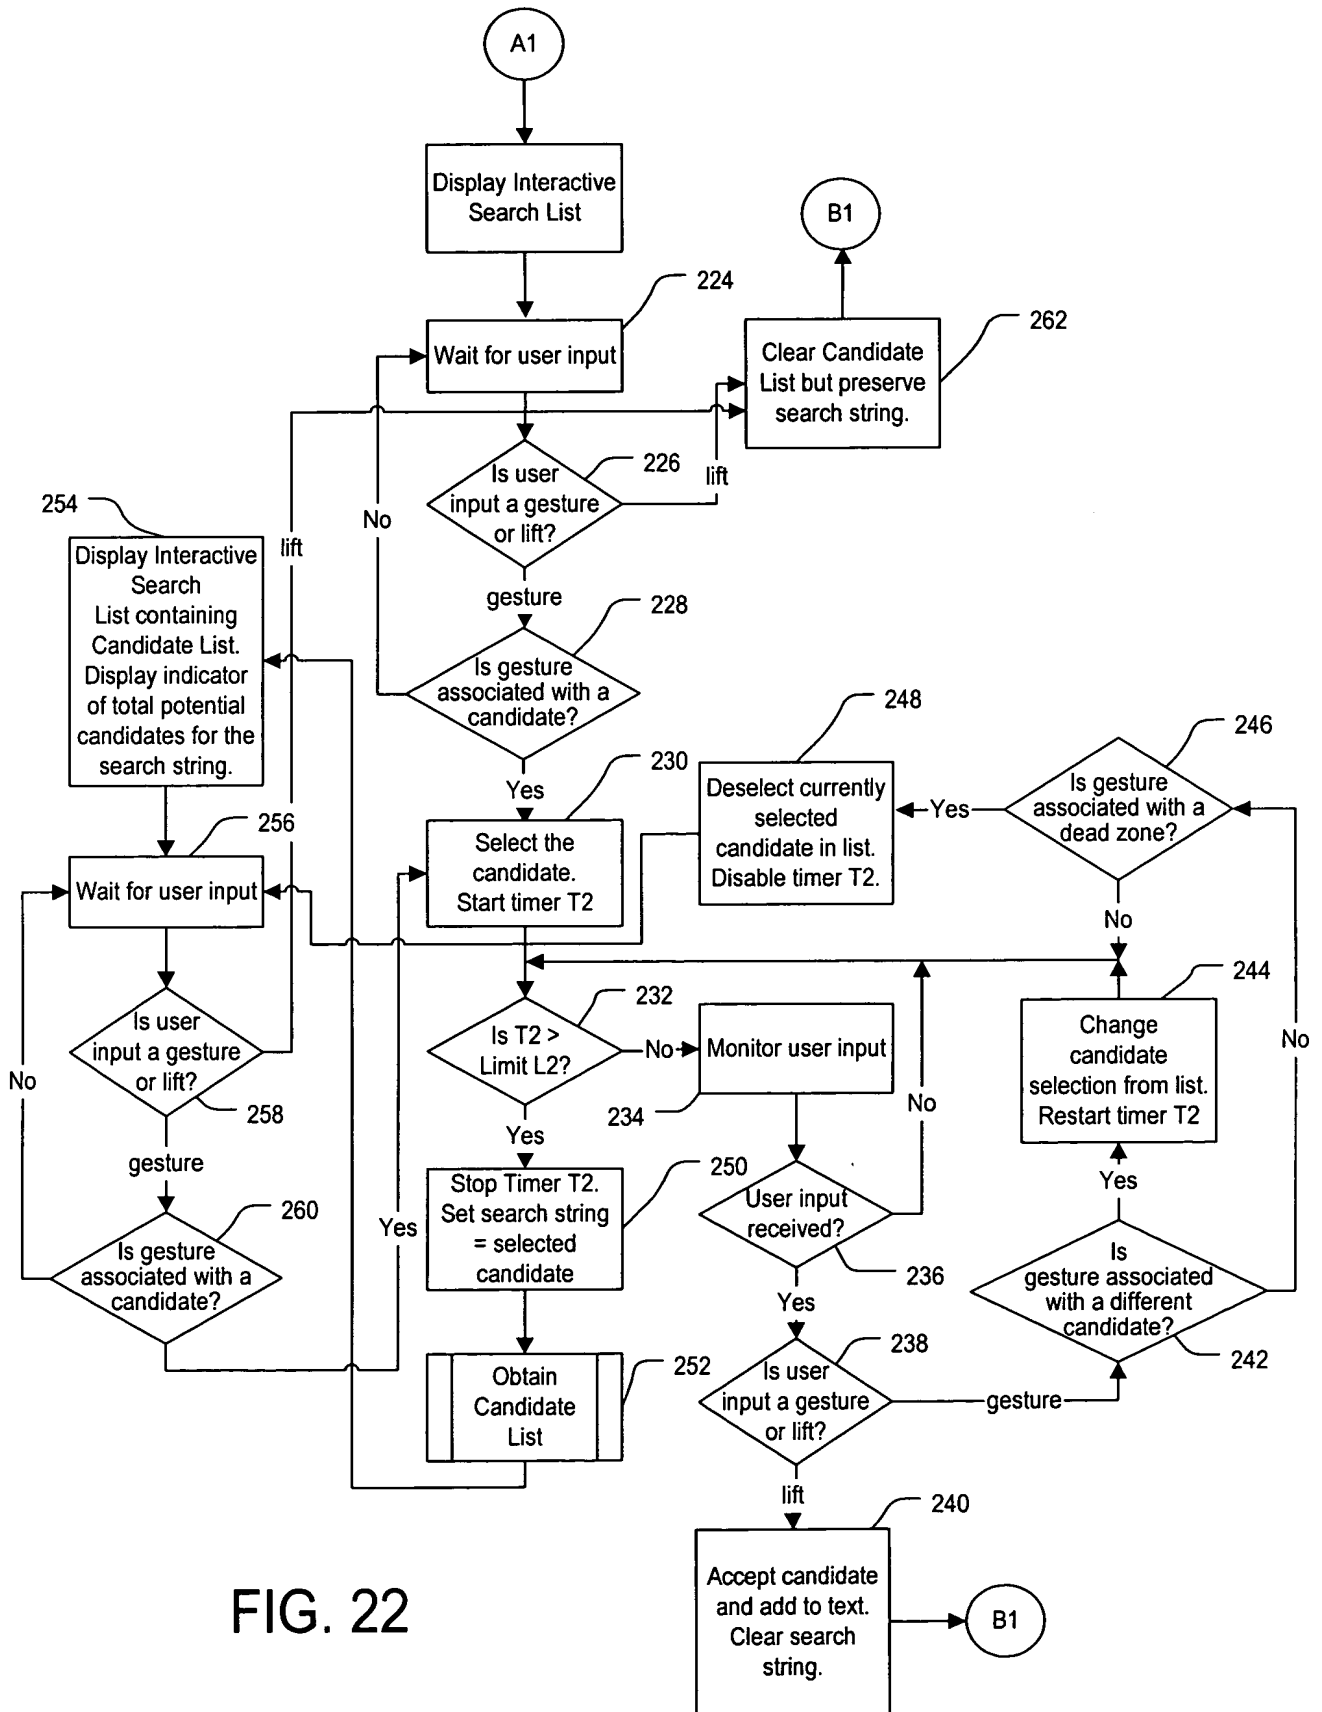 A1
Display Interactive
Search List
B1
224
Wait for user input
262
Clear Candidate
List but preserve
search string.
Is user
input a gesture
or lift?
226
lift
No
gesture
228
Is gesture
associated with a
candidate?
254
Display Interactive
Search
List containing
Candidate List.
Display indicator
of total potential
candidates for the
search string.
lift
Yes
230
Select the
candidate.
Start timer T2
248
Deselect currently
selected
candidate in list.
Disable timer T2.
Yes
246
Is gesture
associated with a
dead zone?
No
256
Wait for user input
Is user
input a gesture
or lift?
258
No
gesture
260
Is gesture
associated with a
candidate?
Yes
232
Is T2 >
Limit L2?
No
Monitor user input
234
No
244
Change
candidate
selection from list.
Restart timer T2
No
Yes
250
Stop Timer T2.
Set search string
= selected
candidate
User input
received?
236
Yes
Is
gesture associated
with a different
candidate?
242
Yes
252
Obtain
Candidate
List
238
Is user
input a gesture
or lift?
gesture
lift
240
Accept candidate
and add to text.
Clear search
string.
B1
FIG. 22